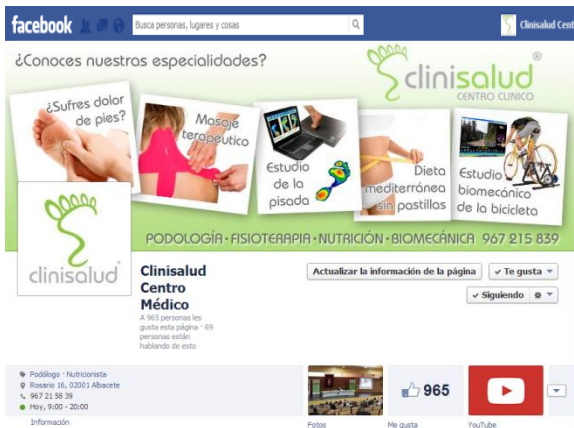 facebook
Busca personas, lugares y cosas
Clinisalud Cent
¿Conoces nuestras especialidades?
clinisalud®
CENTRO CLINICO
¿Sufres dolor
de pies?
Masaje
terapeutico
Estudio
de la
pisada
Dieta
mediterránea
sin pastillas
Estudio
biomecánico
de la bicicleta
PODOLOGÍA·FISIOTERAPIA·NUTRICIÓN·BIOMECÁNICA 967 215 839
clinisalud
Clinisalud
Centro
Médico
A 965 personas les
gusta esta página · 69
personas están
hablando de esto
Actualizar la información de la página
Te gusta
Siguiendo
Podólogo · Nutricionista
Rosario 16, 02001 Albacete
967 21 58 39
Hoy, 9:00 - 20:00
Información
965
Fotos
Me gusta
YouTube